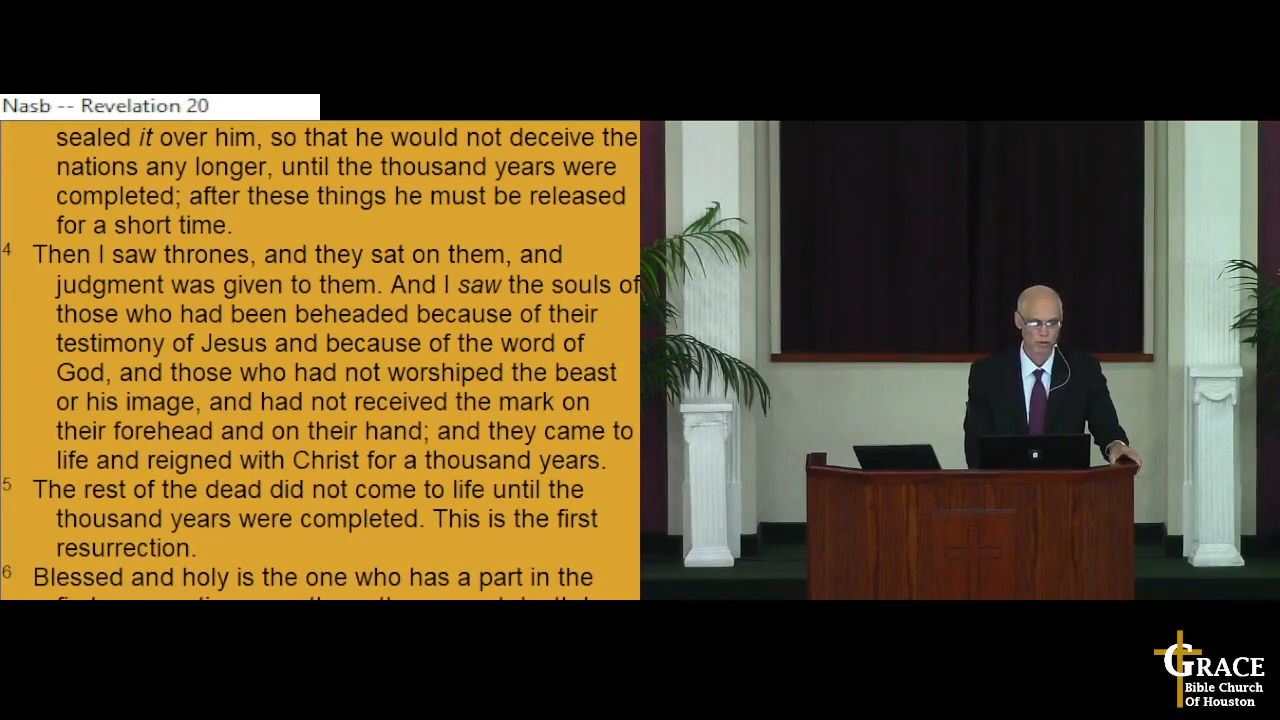 Nasb -- Revelation 20
sealed it over him, so that he would not deceive the
nations any longer, until the thousand years were
completed; after these things he must be released
for a short time.
4 Then I saw thrones, and they sat on them, and
judgment was given to them. And I saw the souls of
those who had been beheaded because of their
testimony of Jesus and because of the word of
God, and those who had not worshiped the beast
or his image, and had not received the mark on
their forehead and on their hand; and they came to
life and reigned with Christ for a thousand years.
5 The rest of the dead did not come to life until the
thousand years were completed. This is the first
resurrection.
6 Blessed and holy is the one who has a part in the
GRACE
Bible Church
Of Houston